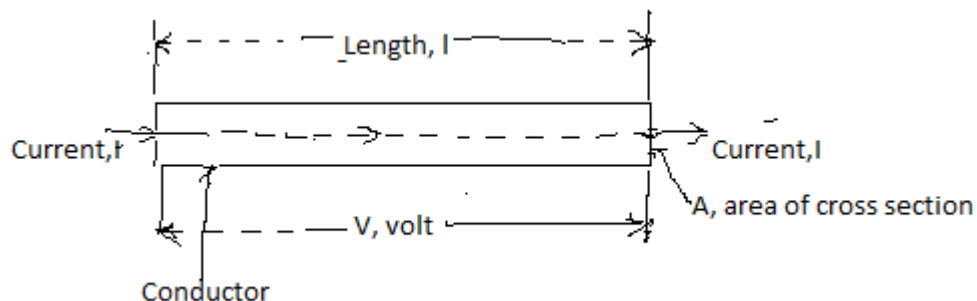 Length, l
Current,I
Current,I
A, area of cross section
V, volt
Conductor